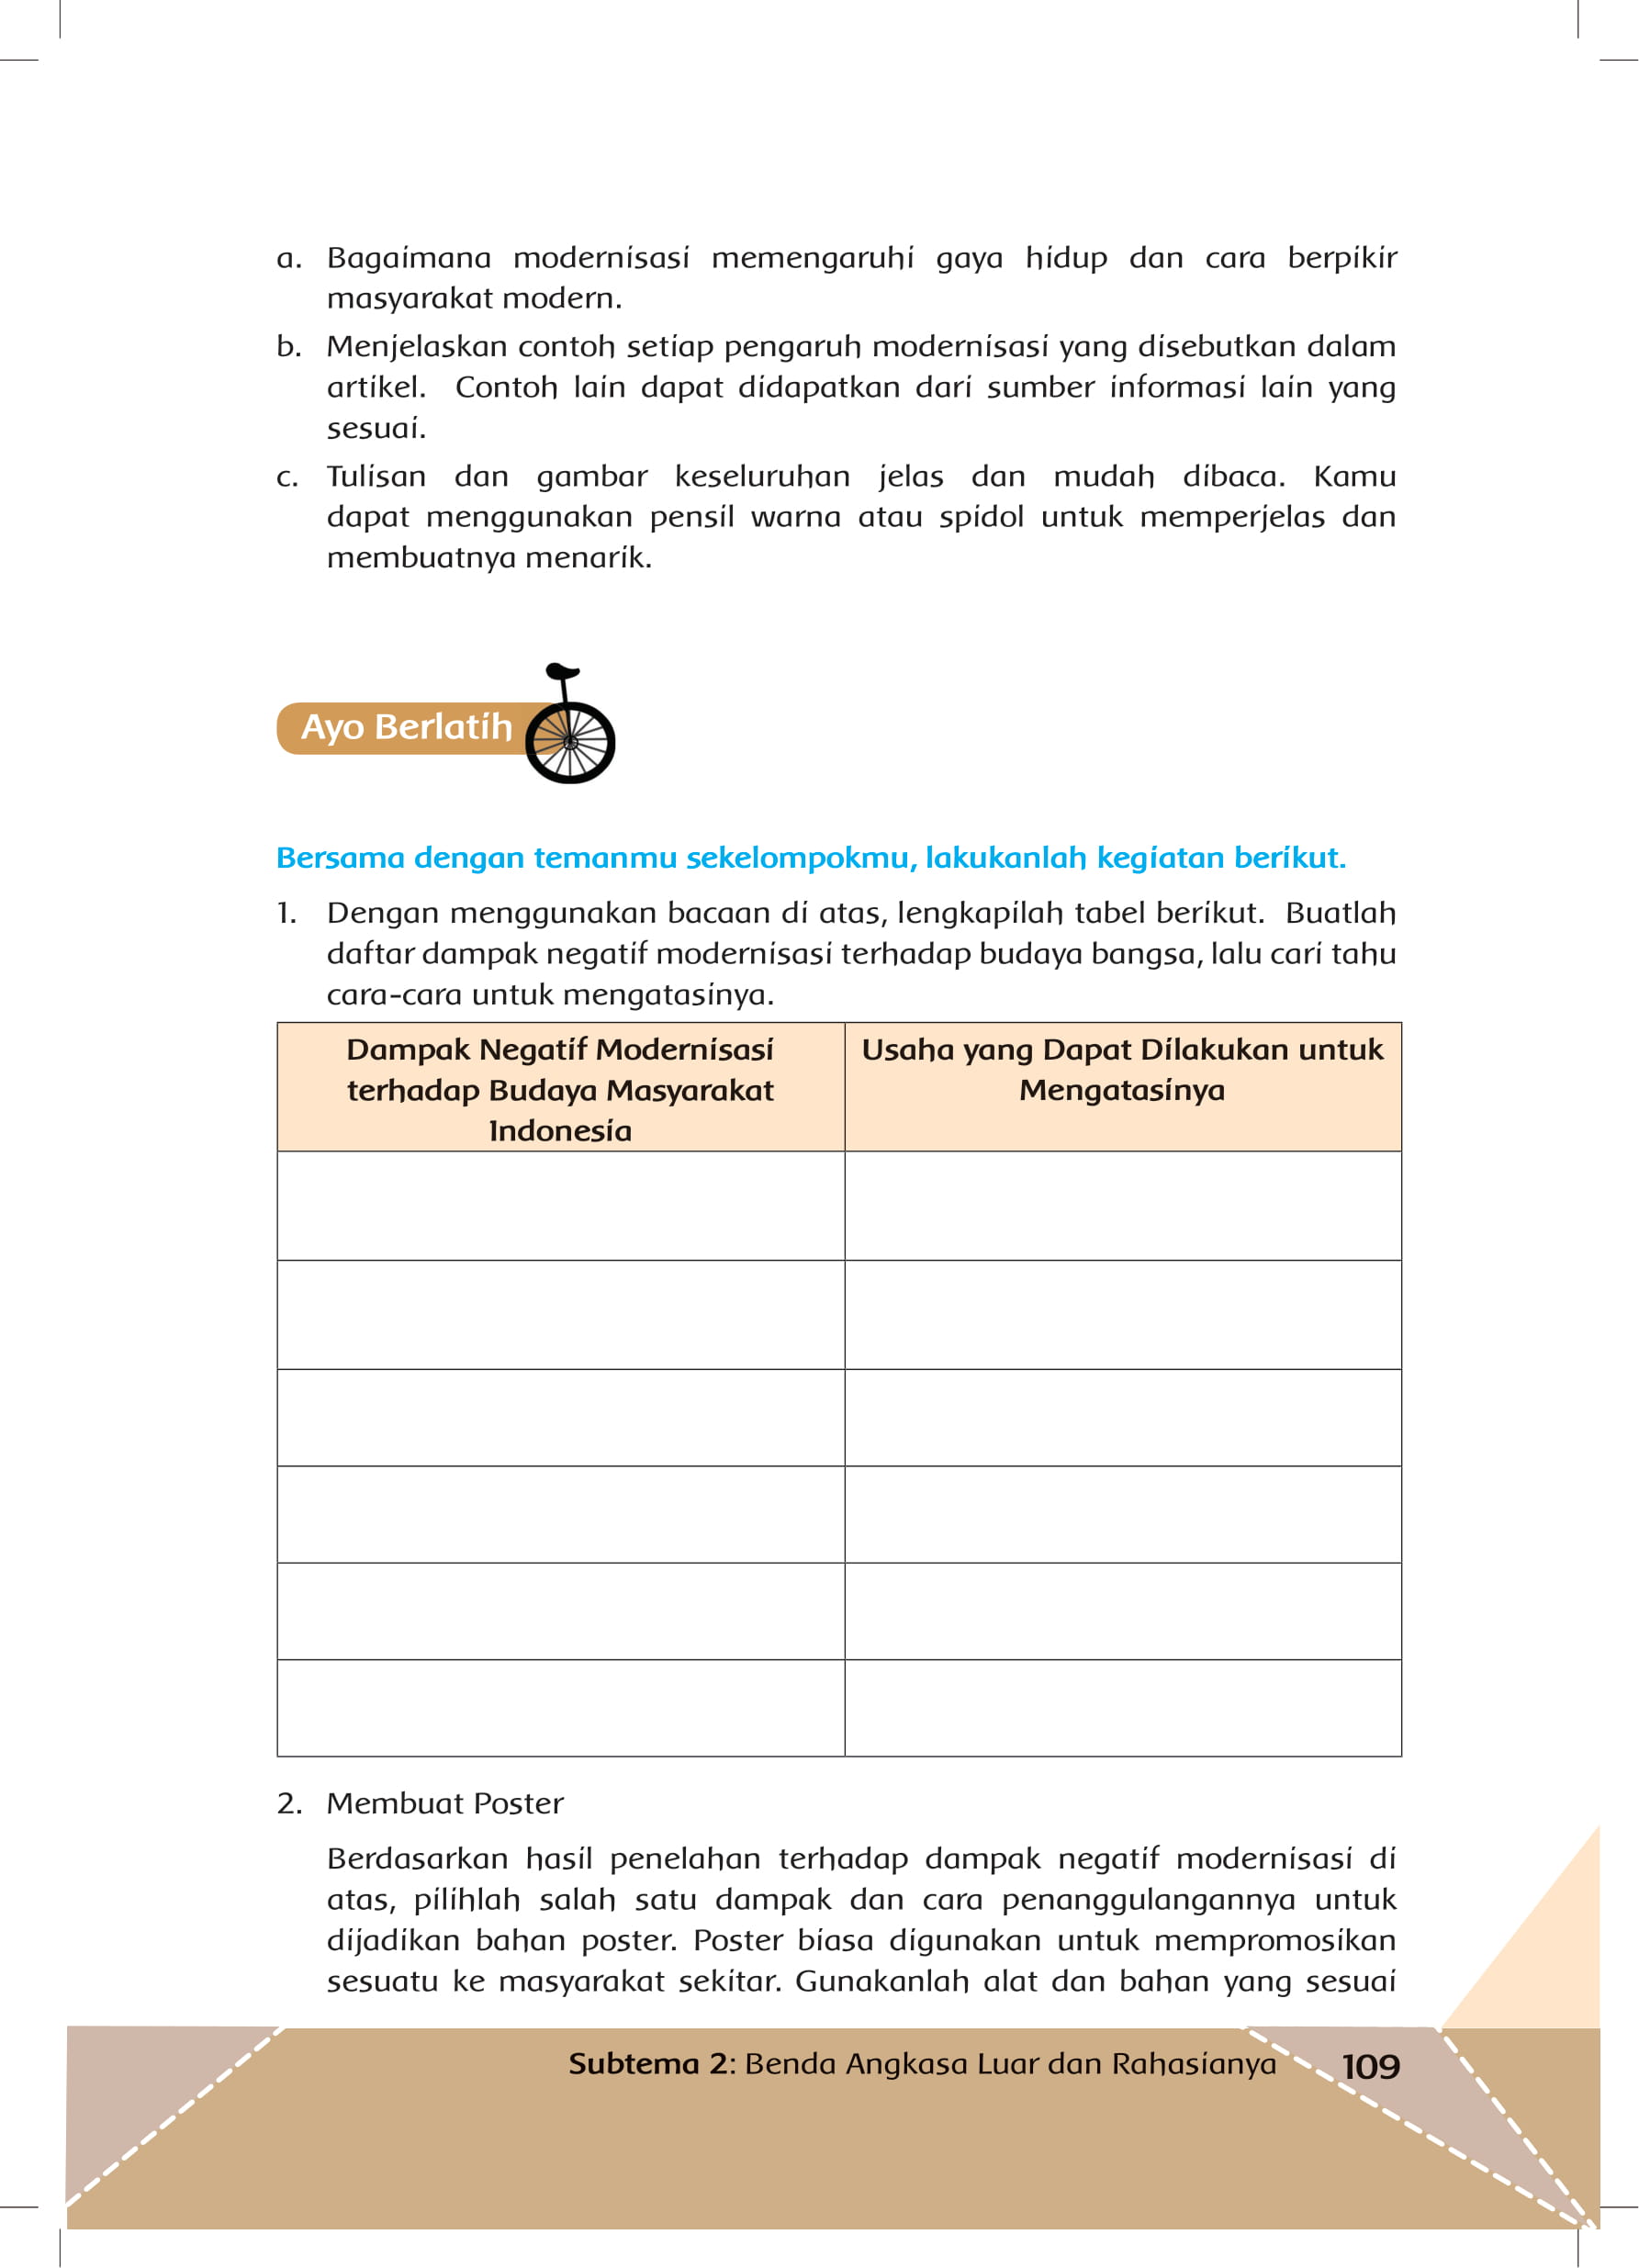 a. Bagaimana modernisasi memengaruhi gaya hidup dan cara berpikir
masyarakat modern.
b. Menjelaskan contoh setiap pengaruh modernisasi yang disebutkan dalam
artikel. Contoh lain dapat didapatkan dari sumber informasi lain yang
sesuai.
c. Tulisan dan gambar keseluruhan jelas dan mudah dibaca. Kamu
dapat menggunakan pensil warna atau spidol untuk memperjelas dan
membuatnya menarik.
Ayo Berlatih
Bersama dengan temanmu sekelompokmu, lakukanlah kegiatan berikut.
1. Dengan menggunakan bacaan di atas, lengkapilah tabel berikut. Buatlah
daftar dampak negatif modernisasi terhadap budaya bangsa, lalu cari tahu
cara-cara untuk mengatasinya.
Dampak Negatif Modernisasi
terhadap Budaya Masyarakat
Indonesia
Usaha yang Dapat Dilakukan untuk
Mengatasinya
2. Membuat Poster
Berdasarkan hasil penelahan terhadap dampak negatif modernisasi di
atas, pilihlah salah satu dampak dan cara penanggulangannya untuk
dijadikan bahan poster. Poster biasa digunakan untuk mempromosikan
sesuatu ke masyarakat sekitar. Gunakanlah alat dan bahan yang sesuai
Subtema 2: Benda Angkasa Luar dan Rahasianya 109